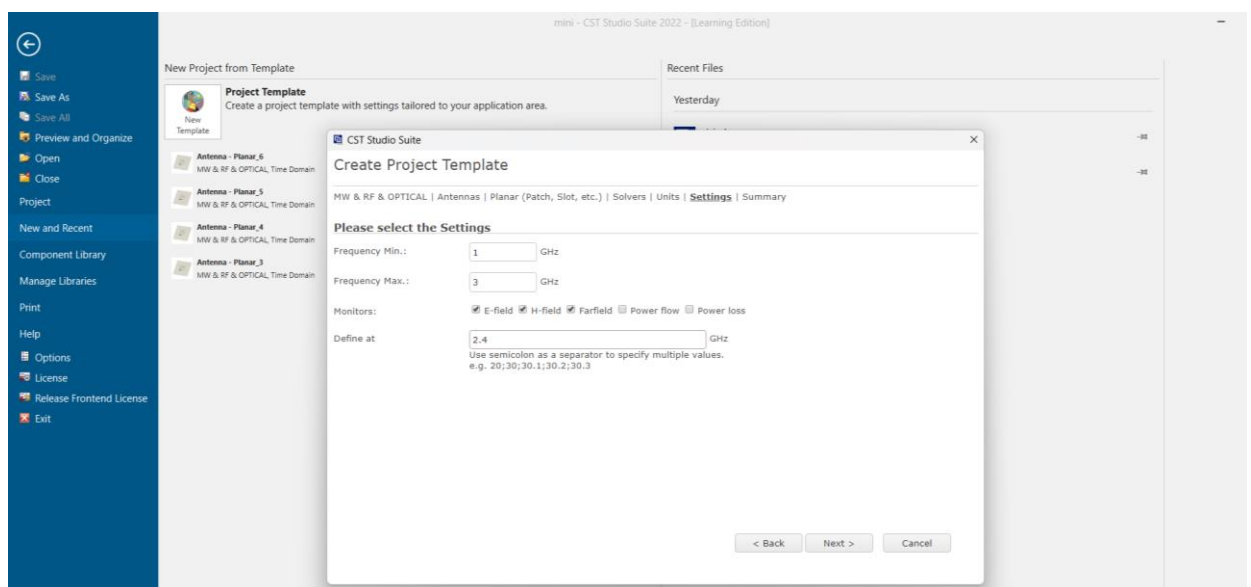 mini - CST Studio Suite 2022 - [Learning Edition]
Save
Save As
Save All
Preview and Organize
Open
Close
Project
New and Recent
Component Library
Manage Libraries
Print
Help
Options
License
Release Frontend License
Exit
New Project from Template
New
Template
Project Template
Create a project template with settings tailored to your application area.
Antenna - Planar_6
MW & RF & OPTICAL, Time Domain
Antenna - Planar_5
MW & RF & OPTICAL, Time Domain
Antenna - Planar_4
MW & RF & OPTICAL, Time Domain
Antenna - Planar_3
MW & RF & OPTICAL, Time Domain
Recent Files
Yesterday
CST Studio Suite
Create Project Template
MW & RF & OPTICAL | Antennas | Planar (Patch, Slot, etc.) | Solvers | Units | Settings | Summary
Please select the Settings
Frequency Min.: 1 GHz
Frequency Max.: 3 GHz
Monitors: E-field H-field Farfield Power flow Power loss
Define at 2.4 GHz
Use semicolon as a separator to specify multiple values.
e.g. 20;30;30.1;30.2;30.3
< Back Next > Cancel